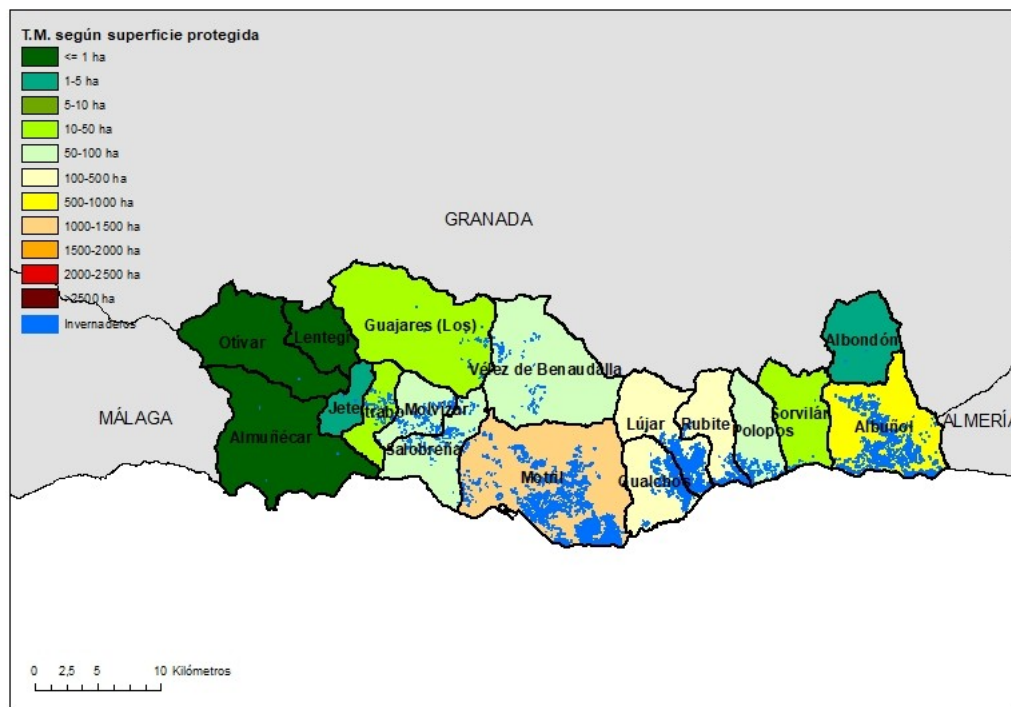 T.M. según superficie protegida
<= 1 ha
1-5 ha
5-10 ha
10-50 ha
50-100 ha
100-500 ha
500-1000 ha
1000-1500 ha
1500-2000 ha
2000-2500 ha
>2500 ha
Invernaderos
GRANADA
MÁLAGA
ALMERÍA
Guajares (Los)
Lentegí
Otívar
Albondón
Vélez de Benaudalla
Jete
Itrabo
Molvízar
Almuñécar
Salobreña
Lújar
Rubite
Polopos
Sorvilán
Albuñol
Motril
Gualchos
0 2,5 5 10 Kilómetros